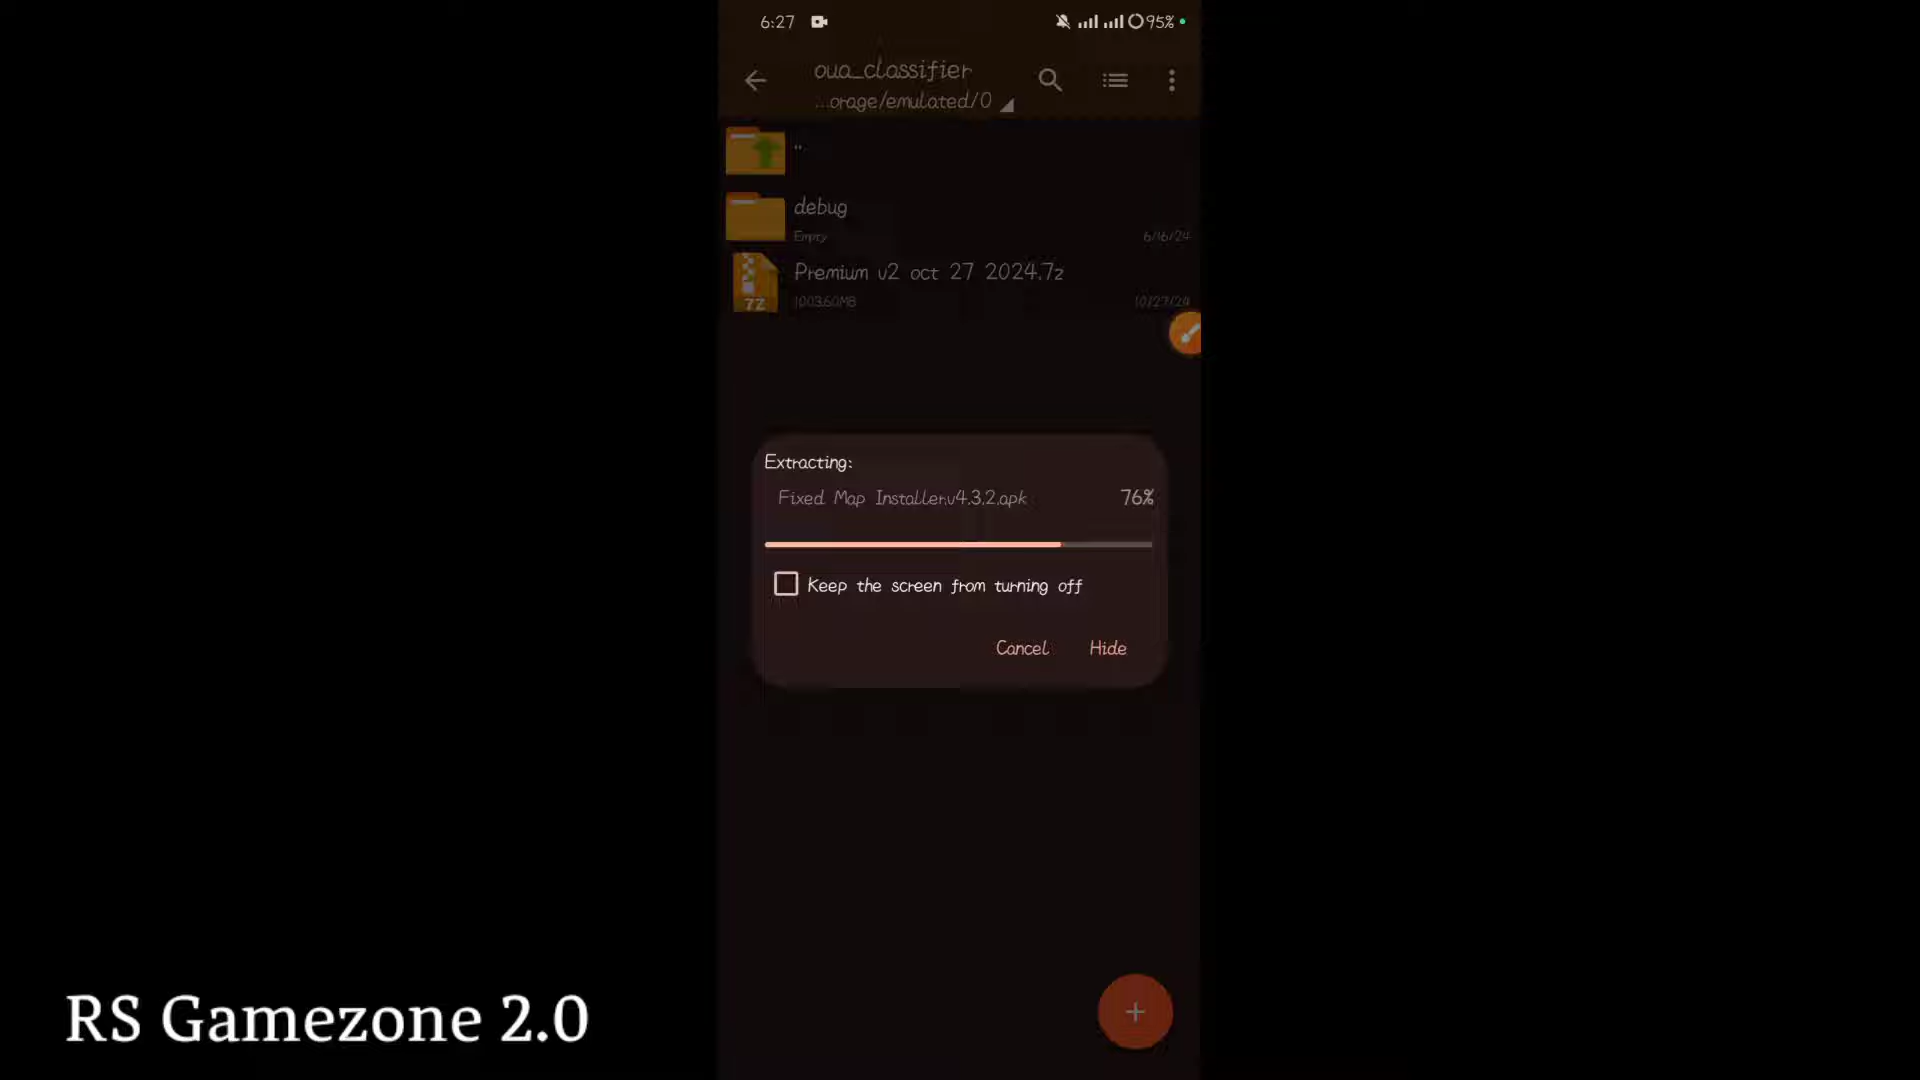 6:27
95%
oua_classifier
...orage/emulated/0
..
debug
Empty
6/16/24
Premium v2 oct 27 2024.7z
7Z
1003.60MB
10/27/24
Extracting:
Fixed Map Installer.v4.3.2.apk 76%
Keep the screen from turning off
Cancel Hide
RS Gamezone 2.0